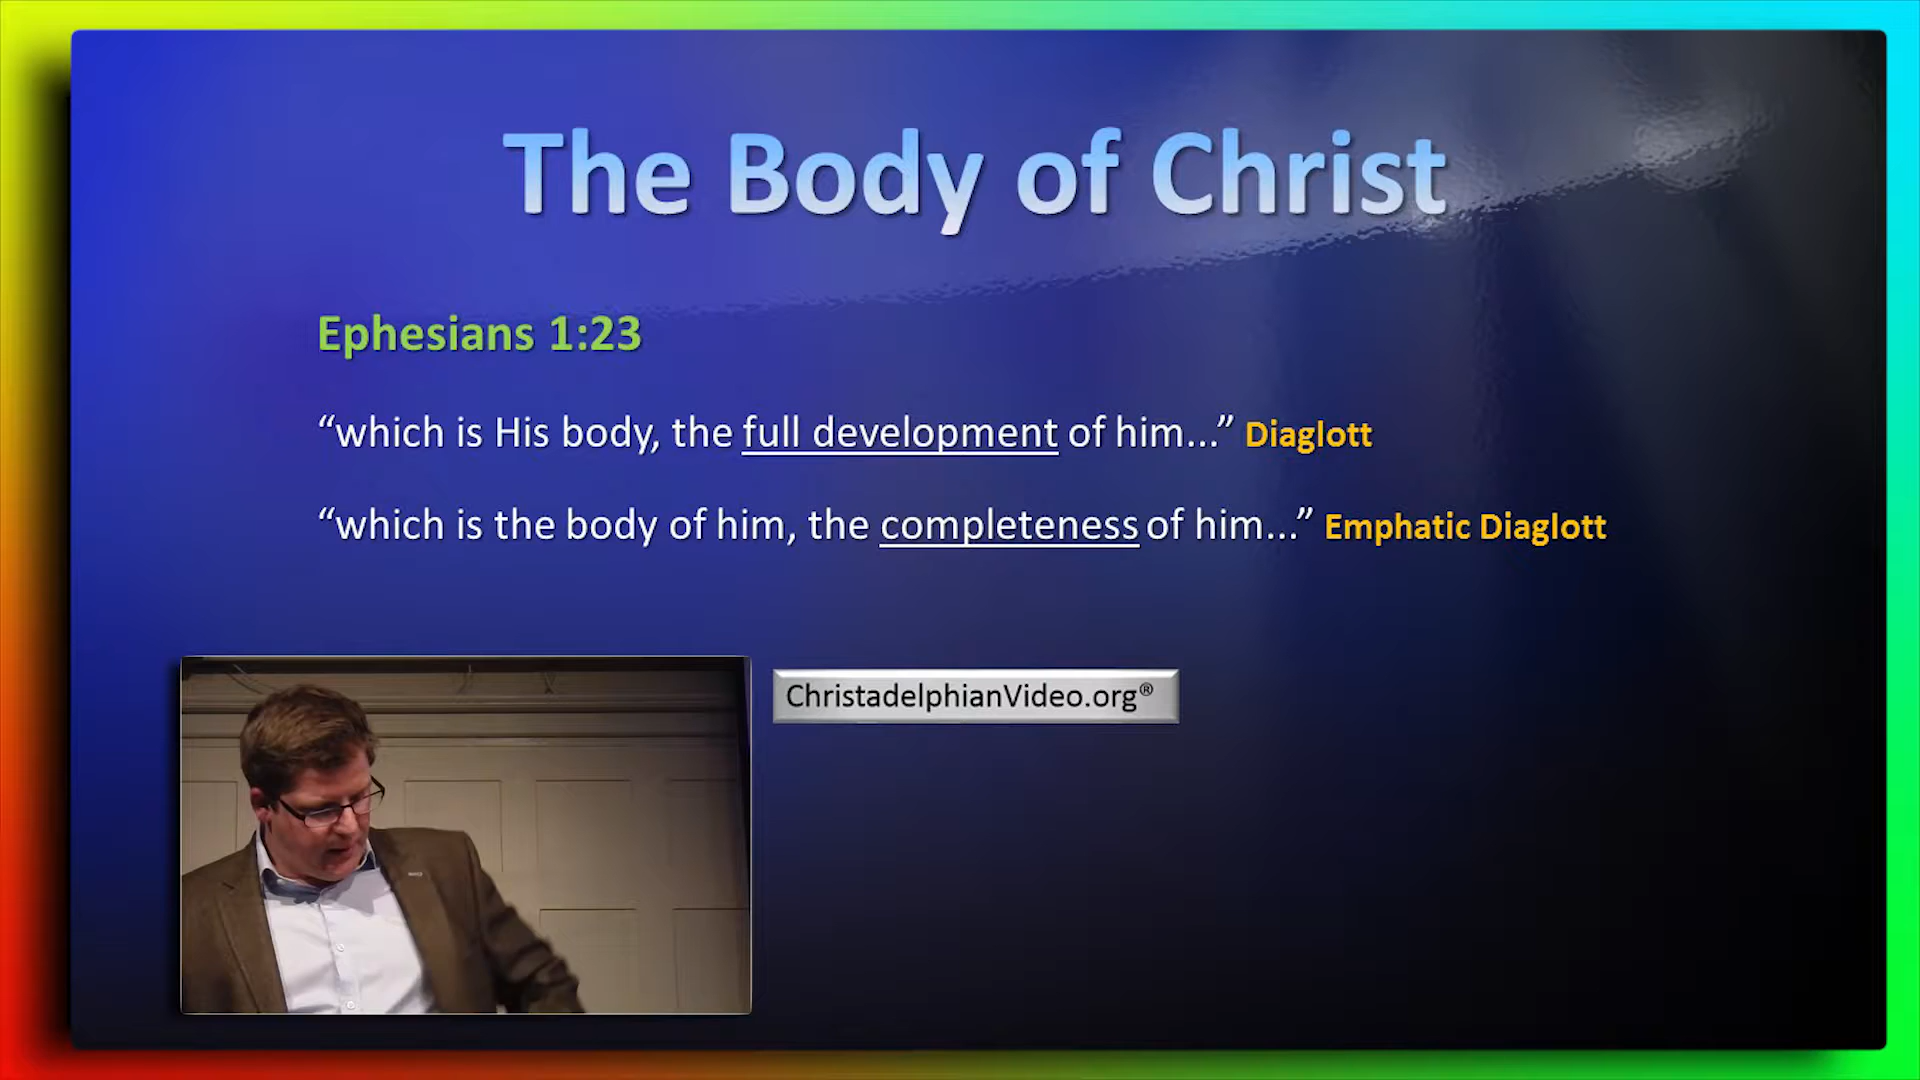 The Body of Christ
Ephesians 1:23
“which is His body, the full development of him...” Diaglott
“which is the body of him, the completeness of him...” Emphatic Diaglott
ChristadelphianVideo.org®